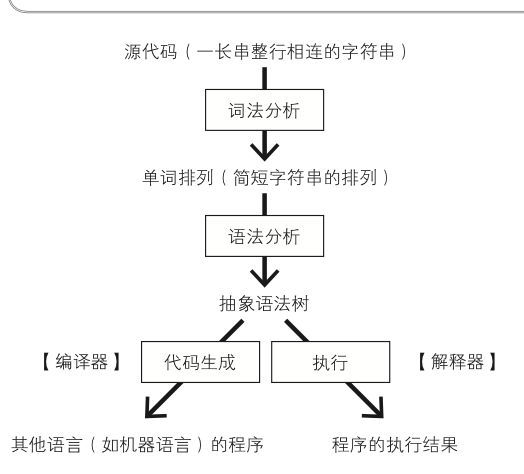 源代码（一长串整行相连的字符串）
词法分析
单词排列（简短字符串的排列）
语法分析
抽象语法树
【编译器】 代码生成 执行 【解释器】
其他语言（如机器语言）的程序 程序的执行结果